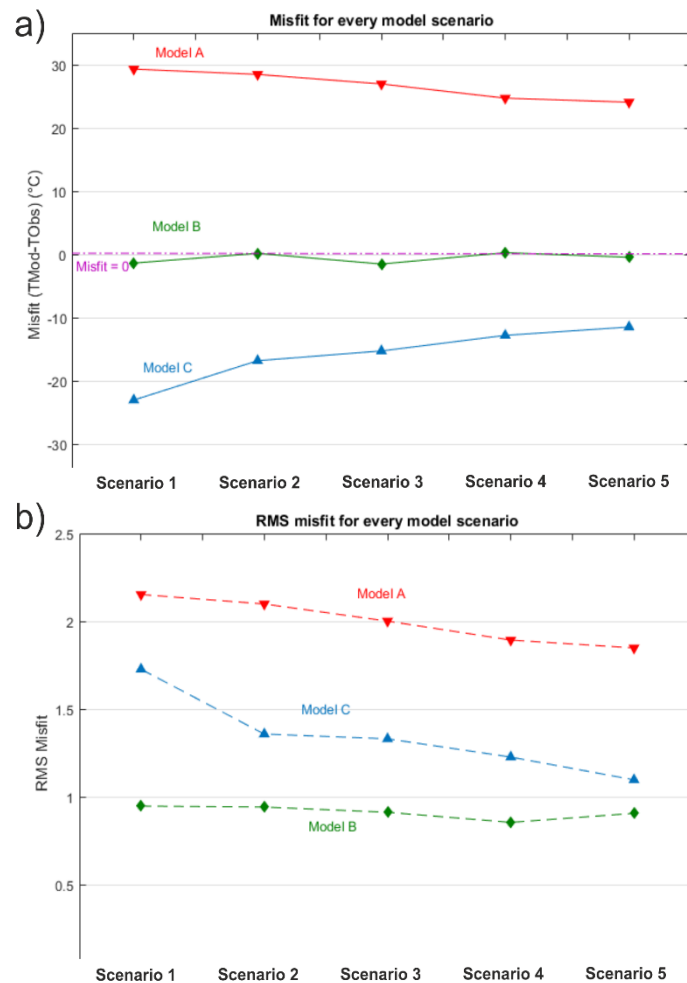 a)
Misfit for every model scenario
Misfit (TMod-TObs) (°C)
30
20
10
0
-10
-20
-30
Model A
Model B
Misfit = 0
Model C
Scenario 1 Scenario 2 Scenario 3 Scenario 4 Scenario 5
b)
RMS misfit for every model scenario
RMS Misfit
2.5
2
1.5
1
0.5
Model A
Model C
Model B
Scenario 1 Scenario 2 Scenario 3 Scenario 4 Scenario 5